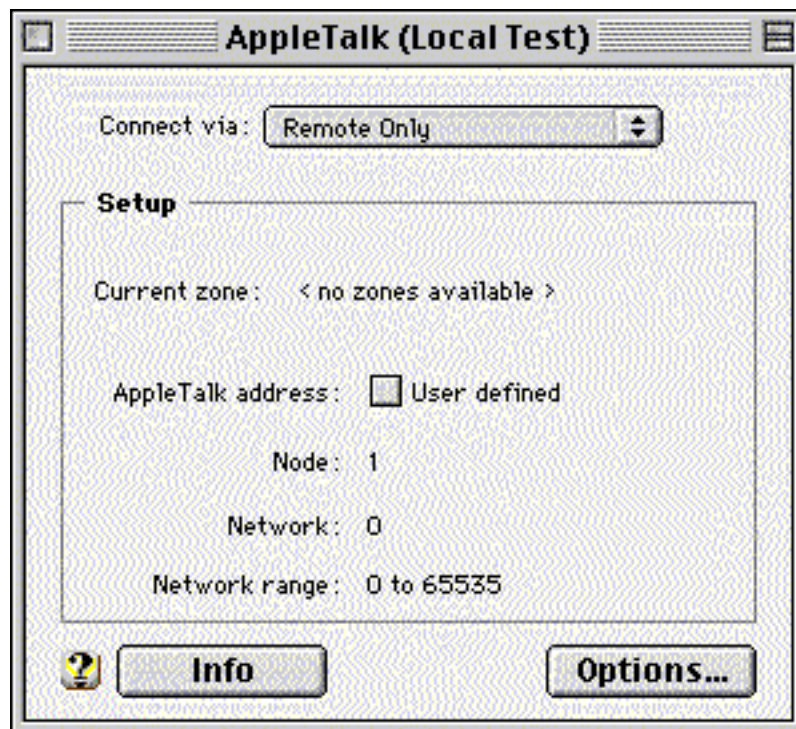 AppleTalk (Local Test)
Connect via: Remote Only
Setup
Current zone: < no zones available >
AppleTalk address: User defined
Node: 1
Network: 0
Network range: 0 to 65535
? Info Options...